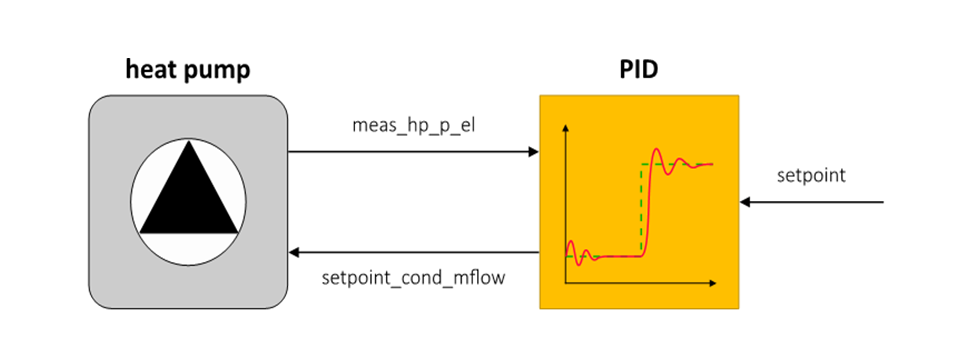 heat pump
PID
meas_hp_p_el
setpoint
setpoint_cond_mflow